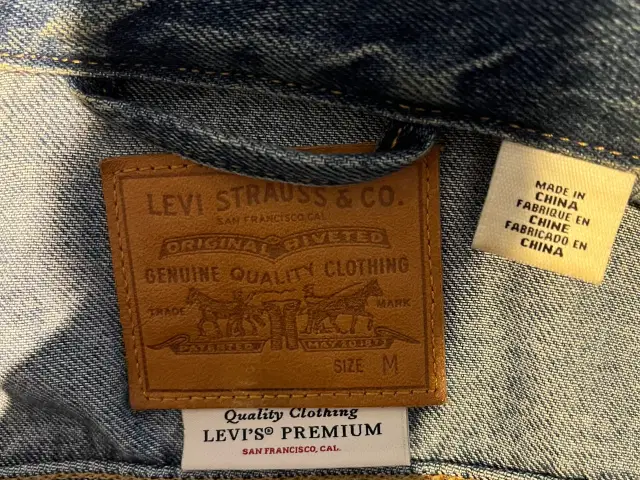 LEVI STRAUSS & CO.
SAN FRANCISCO, CAL.
ORIGINAL RIVETED
GENUINE QUALITY CLOTHING
TRADE MARK
PATENTED MAY 20 1873
SIZE M
Quality Clothing
LEVI'S® PREMIUM
SAN FRANCISCO, CAL.
MADE IN
CHINA
FABRIQUE EN
CHINE
FABRICADO EN
CHINA